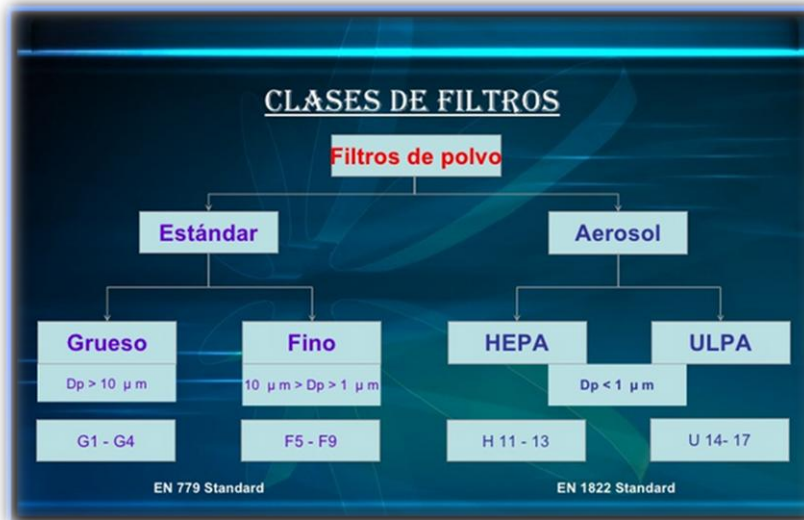 CLASES DE FILTROS
Filtros de polvo
Estándar
Aerosol
Grueso
Fino
HEPA
ULPA
Dp > 10 µ m
10 µ m > Dp > 1 µ m
Dp < 1 µ m
G1 - G4
F5 - F9
H 11 - 13
U 14- 17
EN 779 Standard
EN 1822 Standard